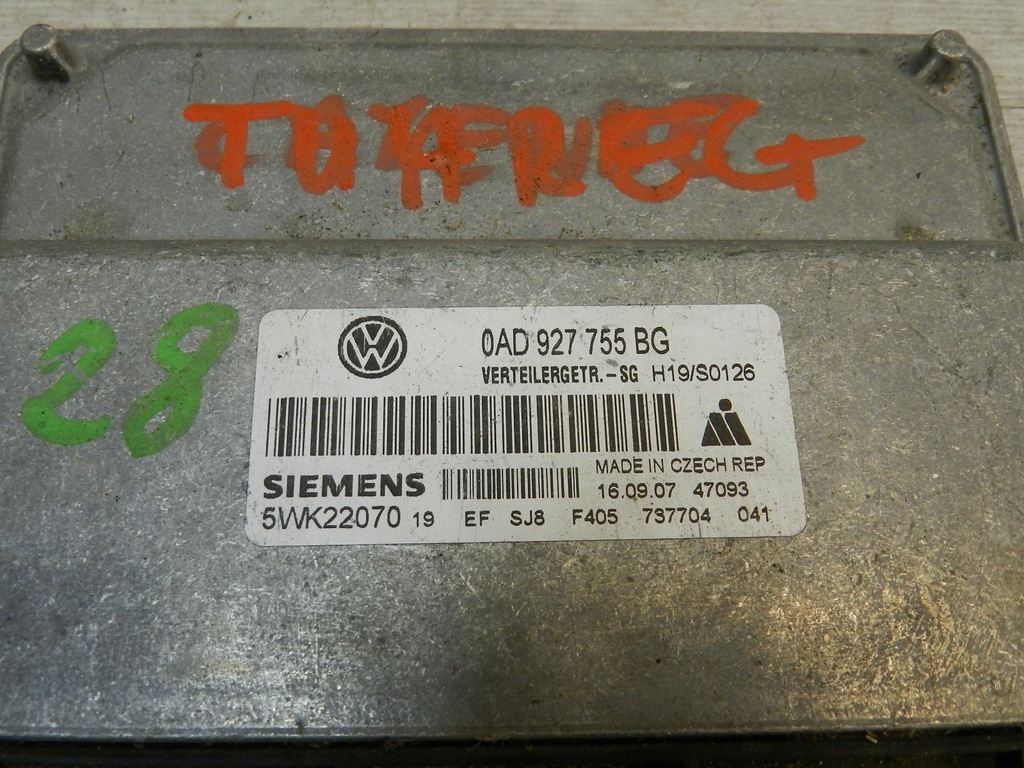 28
0AD 927 755 BG
VERTEILERGETR.-SG H19/S0126
MADE IN CZECH REP
SIEMENS
16.09.07 47093
5WK22070 19 EF SJ8 F405 737704 041